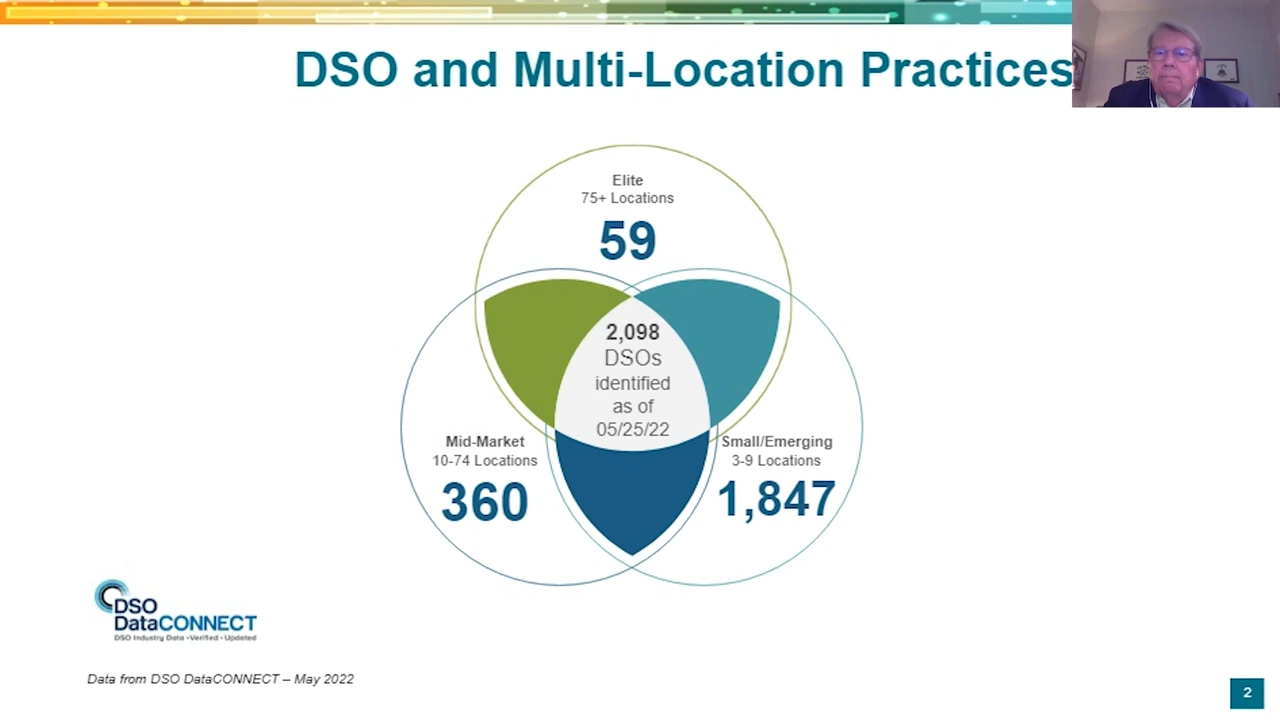 DSO and Multi-Location Practices
Elite
75+ Locations
59
2,098
DSOs
identified
as of
05/25/22
Mid-Market
10-74 Locations
360
Small/Emerging
3-9 Locations
1,847
DSO
DataCONNECT
DSO Industry Data • Verified • Updated
Data from DSO DataCONNECT – May 2022
2